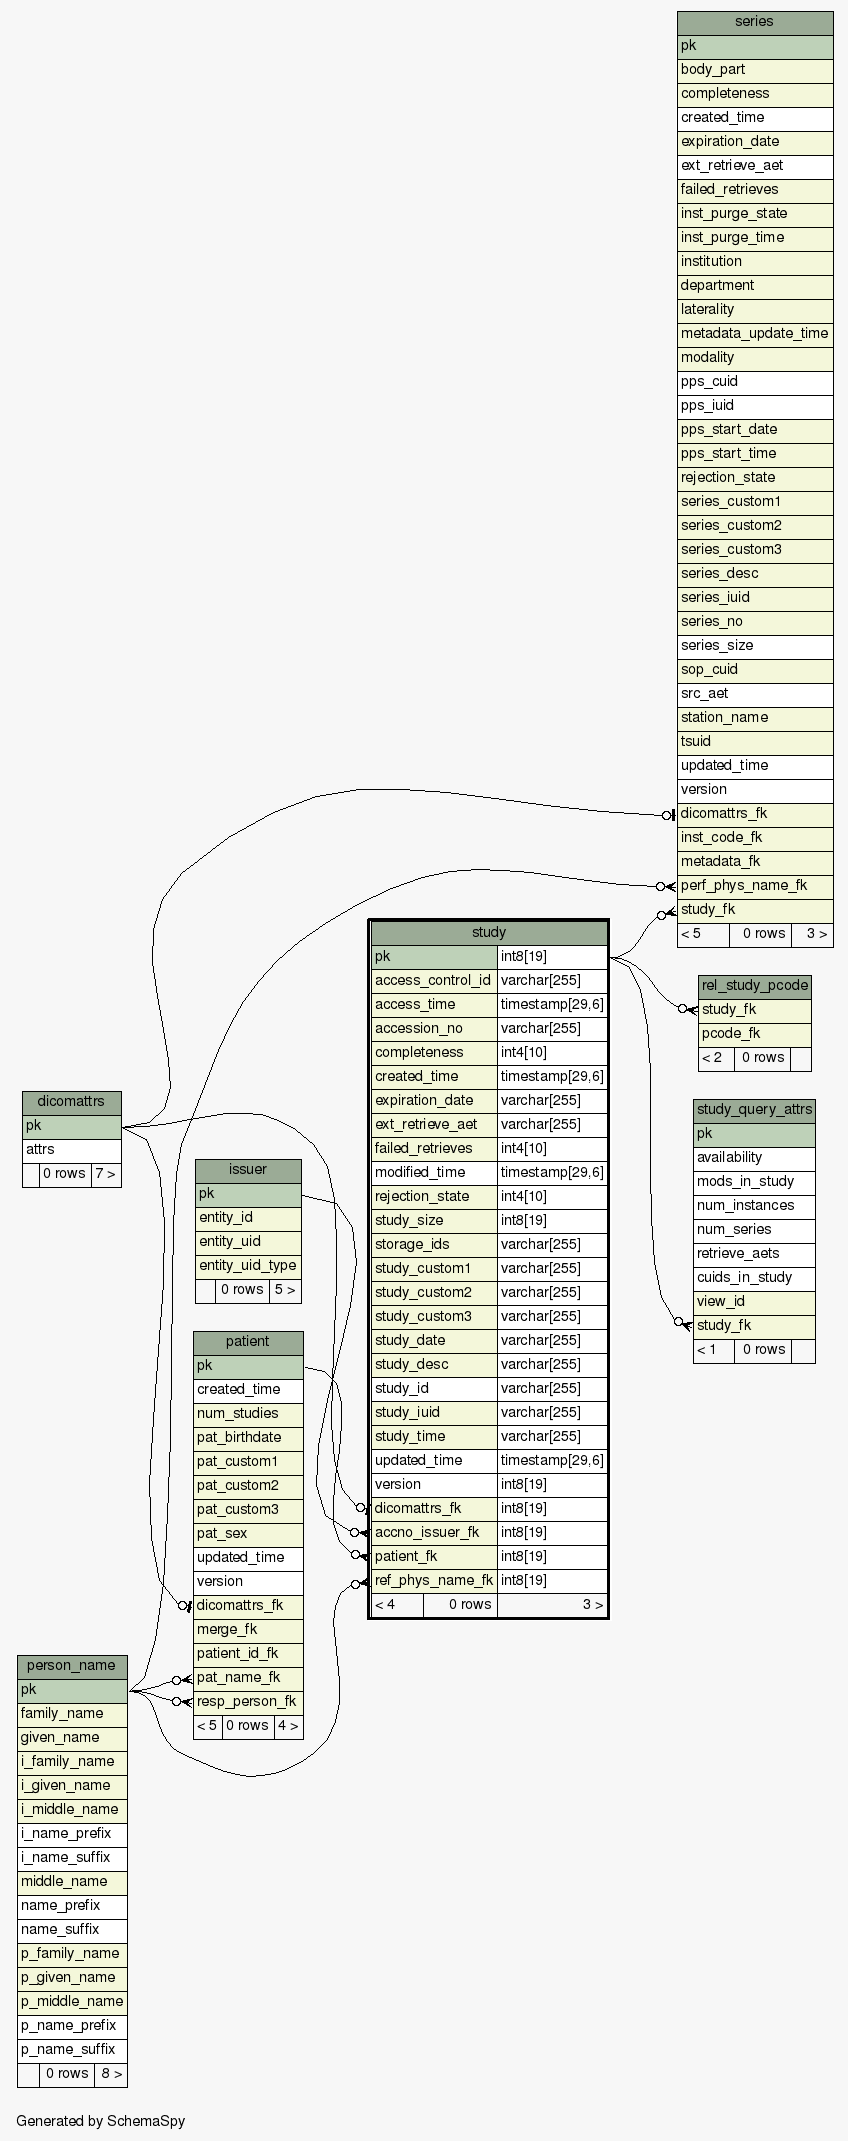 series
pk
body_part
completeness
created_time
expiration_date
ext_retrieve_aet
failed_retrieves
inst_purge_state
inst_purge_time
institution
department
laterality
metadata_update_time
modality
pps_cuid
pps_iuid
pps_start_date
pps_start_time
rejection_state
series_custom1
series_custom2
series_custom3
series_desc
series_iuid
series_no
series_size
sop_cuid
src_aet
station_name
tsuid
updated_time
version
dicomattrs_fk
inst_code_fk
metadata_fk
perf_phys_name_fk
study_fk
< 5 0 rows 3 >
study
pk int8[19]
access_control_id varchar[255]
access_time timestamp[29,6]
accession_no varchar[255]
completeness int4[10]
created_time timestamp[29,6]
expiration_date varchar[255]
ext_retrieve_aet varchar[255]
failed_retrieves int4[10]
modified_time timestamp[29,6]
rejection_state int4[10]
study_size int8[19]
storage_ids varchar[255]
study_custom1 varchar[255]
study_custom2 varchar[255]
study_custom3 varchar[255]
study_date varchar[255]
study_desc varchar[255]
study_id varchar[255]
study_iuid varchar[255]
study_time varchar[255]
updated_time timestamp[29,6]
version int8[19]
dicomattrs_fk int8[19]
accno_issuer_fk int8[19]
patient_fk int8[19]
ref_phys_name_fk int8[19]
< 4 0 rows 3 >
rel_study_pcode
study_fk
pcode_fk
< 2 0 rows
study_query_attrs
pk
availability
mods_in_study
num_instances
num_series
retrieve_aets
cuids_in_study
view_id
study_fk
< 1 0 rows
dicomattrs
pk
attrs
0 rows 7 >
issuer
pk
entity_id
entity_uid
entity_uid_type
0 rows 5 >
patient
pk
created_time
num_studies
pat_birthdate
pat_custom1
pat_custom2
pat_custom3
pat_sex
updated_time
version
dicomattrs_fk
merge_fk
patient_id_fk
pat_name_fk
resp_person_fk
< 5 0 rows 4 >
person_name
pk
family_name
given_name
i_family_name
i_given_name
i_middle_name
i_name_prefix
i_name_suffix
middle_name
name_prefix
name_suffix
p_family_name
p_given_name
p_middle_name
p_name_prefix
p_name_suffix
0 rows 8 >
Generated by SchemaSpy